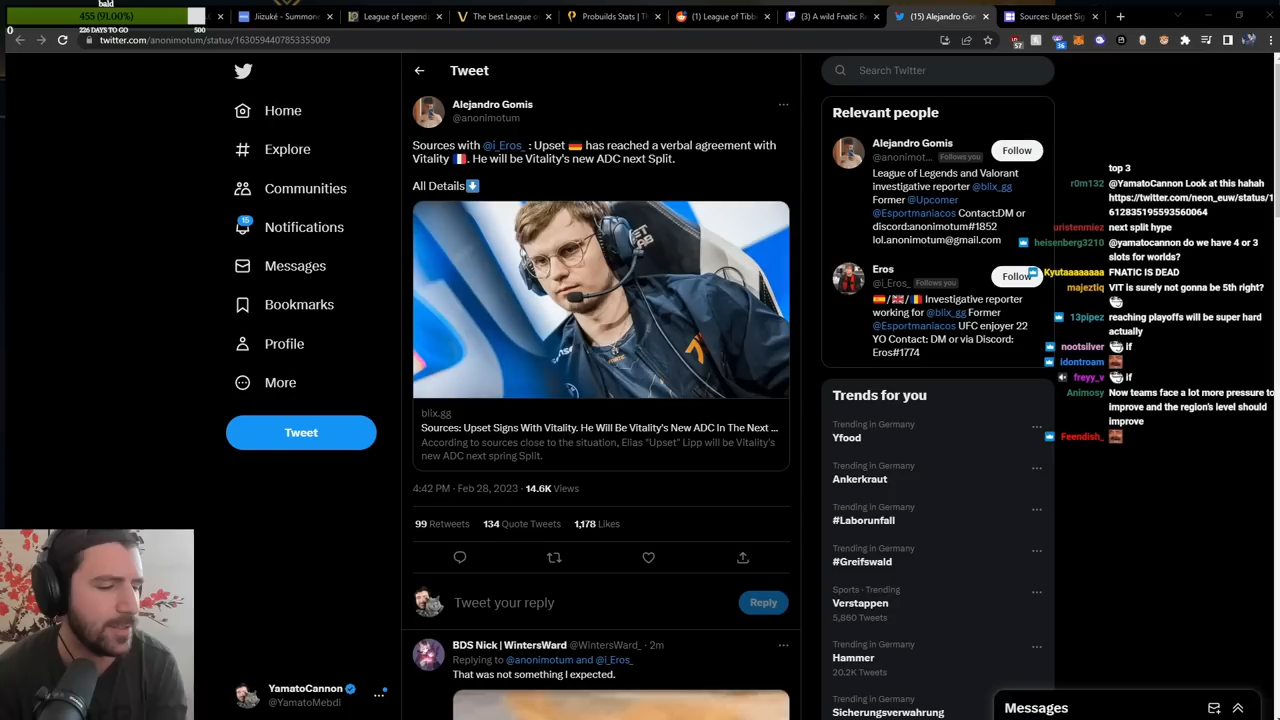 bald
455 (91.00%)
0
226 DAYS TO GO
500
Jiizuké - Summone
League of Legend
The best League o
Probuilds Stats | Th
(1) League of Tibb
(3) A wild Fnatic R
(15) Alejandro Gom
Sources: Upset Sig
twitter.com/anonimotum/status/1630594407853355009
57
36
Home
Explore
Communities
15
Notifications
Messages
Bookmarks
Profile
More
Tweet
YamatoCannon
@YamatoMebdi
Tweet
Alejandro Gomis
@anonimotum
Sources with @i_Eros_ : Upset 🇩🇪 has reached a verbal agreement with
Vitality 🇫🇷. He will be Vitality's new ADC next Split.
All Details⬇️
blix.gg
Sources: Upset Signs With Vitality. He Will Be Vitality's New ADC In The Next ...
According to sources close to the situation, Elias "Upset" Lipp will be Vitality's
new ADC next spring Split.
4:42 PM · Feb 28, 2023 · 14.6K Views
99 Retweets 134 Quote Tweets 1,178 Likes
Tweet your reply
Reply
BDS Nick | WintersWard @WintersWard_ · 2m
Replying to @anonimotum and @i_Eros_
That was not something I expected.
Search Twitter
Relevant people
Alejandro Gomis
@anonimot... Follows you
Follow
League of Legends and Valorant
investigative reporter @blix_gg
Former @Upcomer
@Esportmaniacos Contact:DM or
discord:anonimotum#1852
lol.anonimotum@gmail.com
Eros
@i_Eros_ Follows you
Follow
🇪🇸/🇬🇧/🇷🇴 Investigative reporter
working for @blix_gg Former
@Esportmaniacos UFC enjoyer 22
YO Contact: DM or via Discord:
Eros#1774
Trends for you
Trending in Germany
Yfood
Trending in Germany
Ankerkraut
Trending in Germany
#Laborunfall
Trending in Germany
#Greifswald
Sports · Trending
Verstappen
5,860 Tweets
Trending in Germany
Hammer
20.2K Tweets
Trending in Germany
Sicherungsverwahrung
Messages
top 3
r0m132 @YamatoCannon Look at this hahah
https://twitter.com/neon_euw/status/1
612835195593560064
uristenmiez next split hype
heisenberg3210 @yamatocannon do we have 4 or 3
slots for worlds?
Kyutaaaaaaa FNATIC IS DEAD
majeztiq VIT is surely not gonna be 5th right?
13pipez reaching playoffs will be super hard
actually
nootsilver if
idontroam
freyy_v if
Animosy Now teams face a lot more pressure to
improve and the region's level should
improve
Feendish_